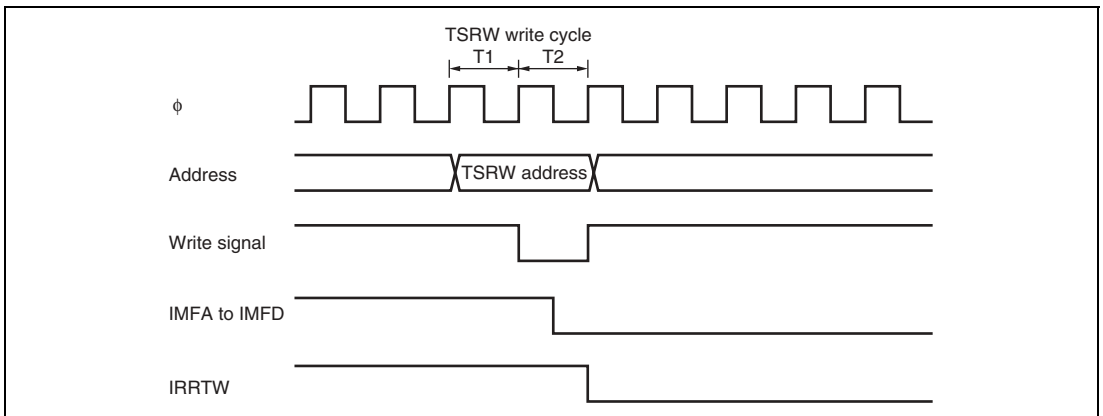 TSRW write cycle
T1 T2
ϕ
Address
TSRW address
Write signal
IMFA to IMFD
IRRTW